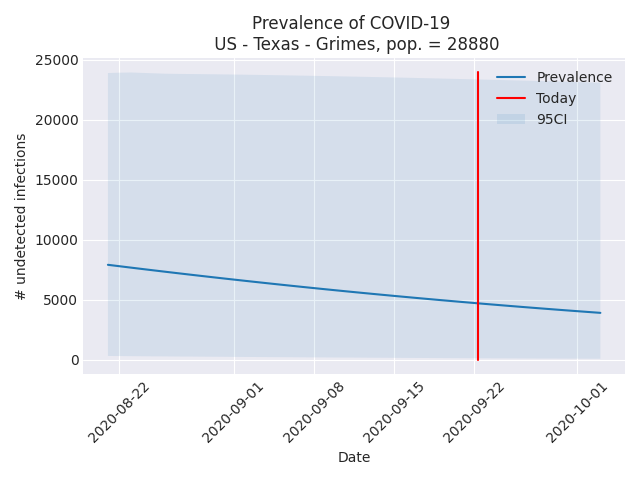 Prevalence of COVID-19
US - Texas - Grimes, pop. = 28880
# undetected infections
25000
20000
15000
10000
5000
0
Prevalence
Today
95CI
2020-08-22
2020-09-01
2020-09-08
2020-09-15
2020-09-22
2020-10-01
Date